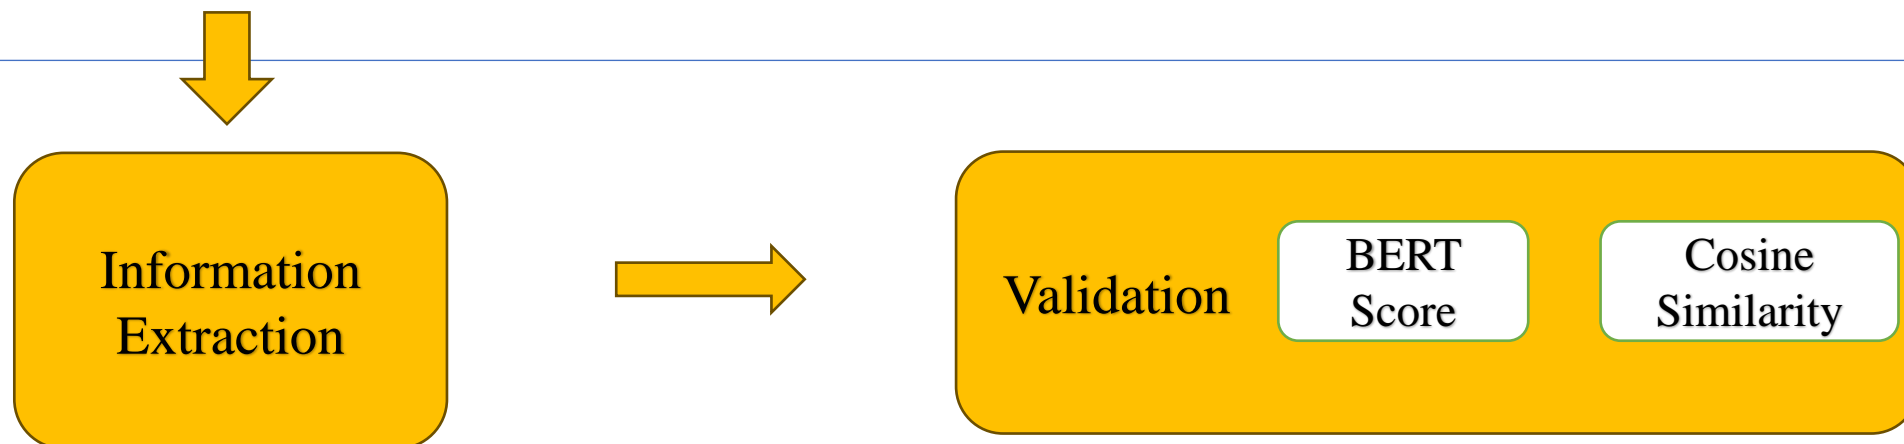 Information
Extraction
Validation
BERT
Score
Cosine
Similarity